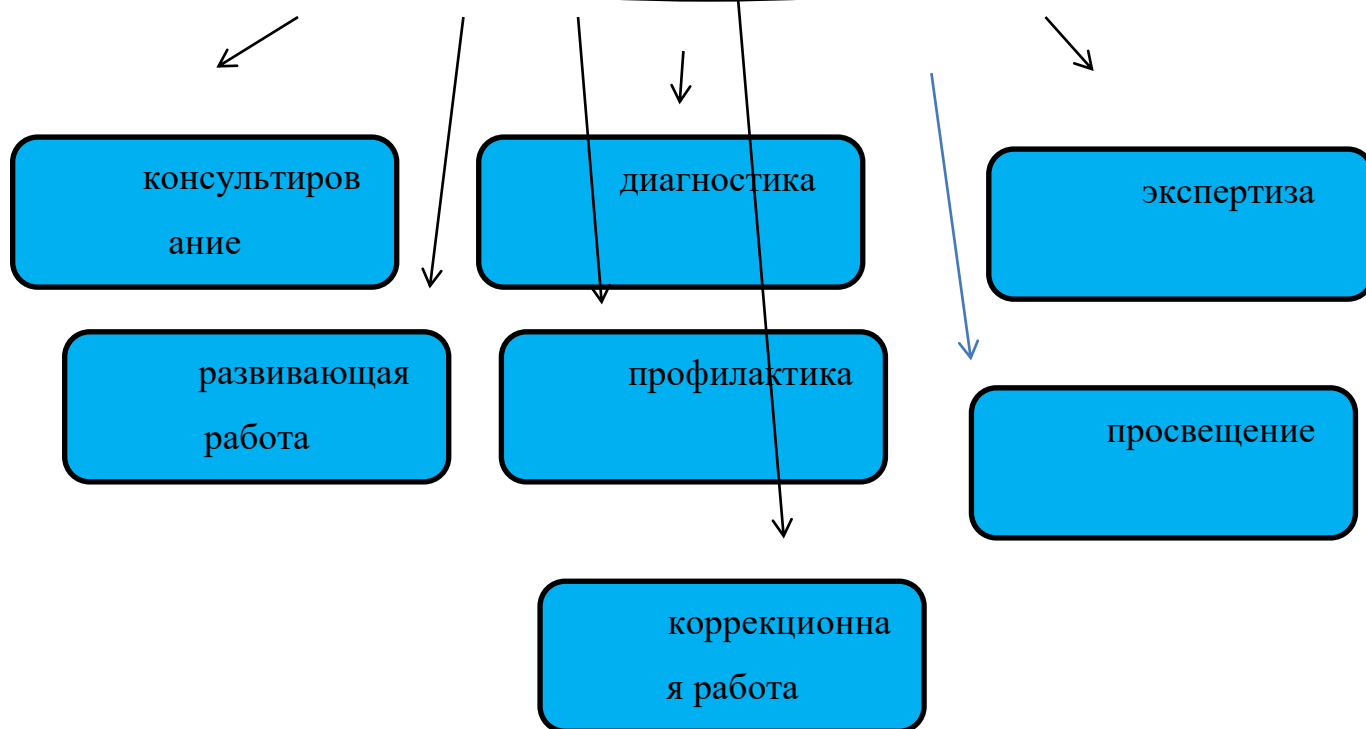 консультиров
ание
диагностика
экспертиза
развивающая
работа
профилактика
просвещение
коррекционна
я работа